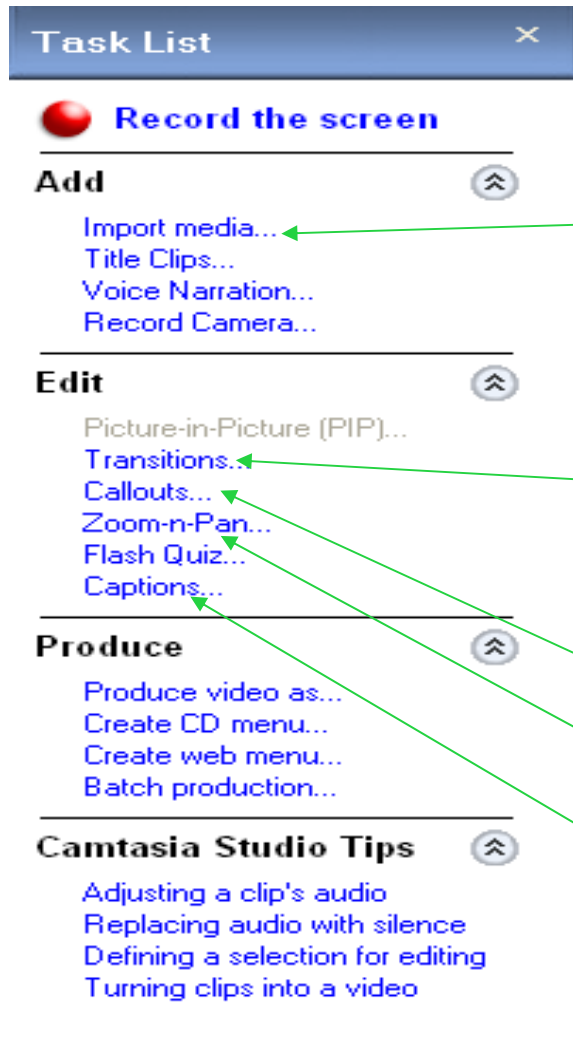 Task List
Record the screen
Add
Import media...
Title Clips...
Voice Narration...
Record Camera...
Edit
Picture-in-Picture (PIP)...
Transitions...
Callouts...
Zoom-n-Pan...
Flash Quiz...
Captions...
Produce
Produce video as...
Create CD menu...
Create web menu...
Batch production...
Camtasia Studio Tips
Adjusting a clip's audio
Replacing audio with silence
Defining a selection for editing
Turning clips into a video